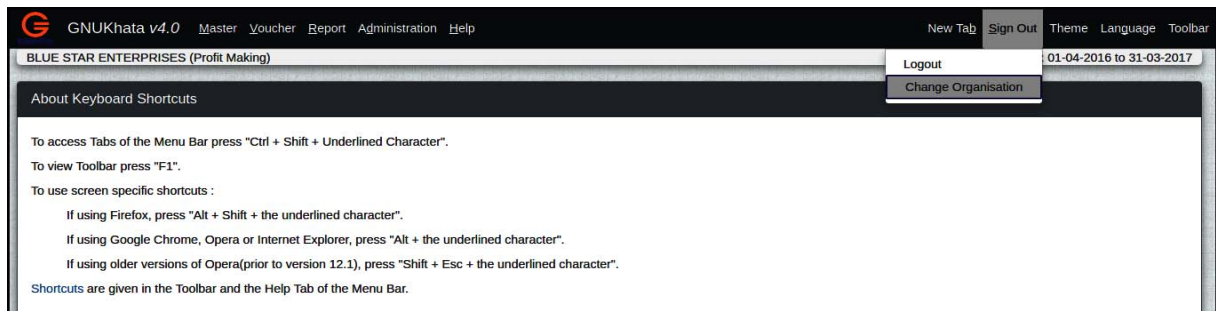 GNUKhata v4.0 Master Voucher Report Administration Help New Tab Sign Out Theme Language Toolbar
BLUE STAR ENTERPRISES (Profit Making) : 01-04-2016 to 31-03-2017
Logout
Change Organisation
About Keyboard Shortcuts
To access Tabs of the Menu Bar press "Ctrl + Shift + Underlined Character".
To view Toolbar press "F1".
To use screen specific shortcuts :
If using Firefox, press "Alt + Shift + the underlined character".
If using Google Chrome, Opera or Internet Explorer, press "Alt + the underlined character".
If using older versions of Opera(prior to version 12.1), press "Shift + Esc + the underlined character".
Shortcuts are given in the Toolbar and the Help Tab of the Menu Bar.